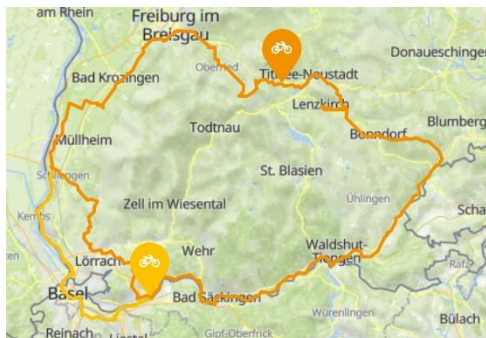 am Rhein
Freiburg im
Breisgau
Donaueschingen
Oberried
Bad Krozingen
Titisee-Neustadt
Lenzkirch
Blumberg
Todtnau
Bonndorf
Müllheim
St. Blasien
Schliengen
Ühlingen
Zell im Wiesental
Scha
Kembs
Waldshut-
Tiengen
Wehr
Lörrach
Rafz
Basel
Bad Säckingen
Würenlingen
Bülach
Reinach
Liestal
Gipf-Oberfrick